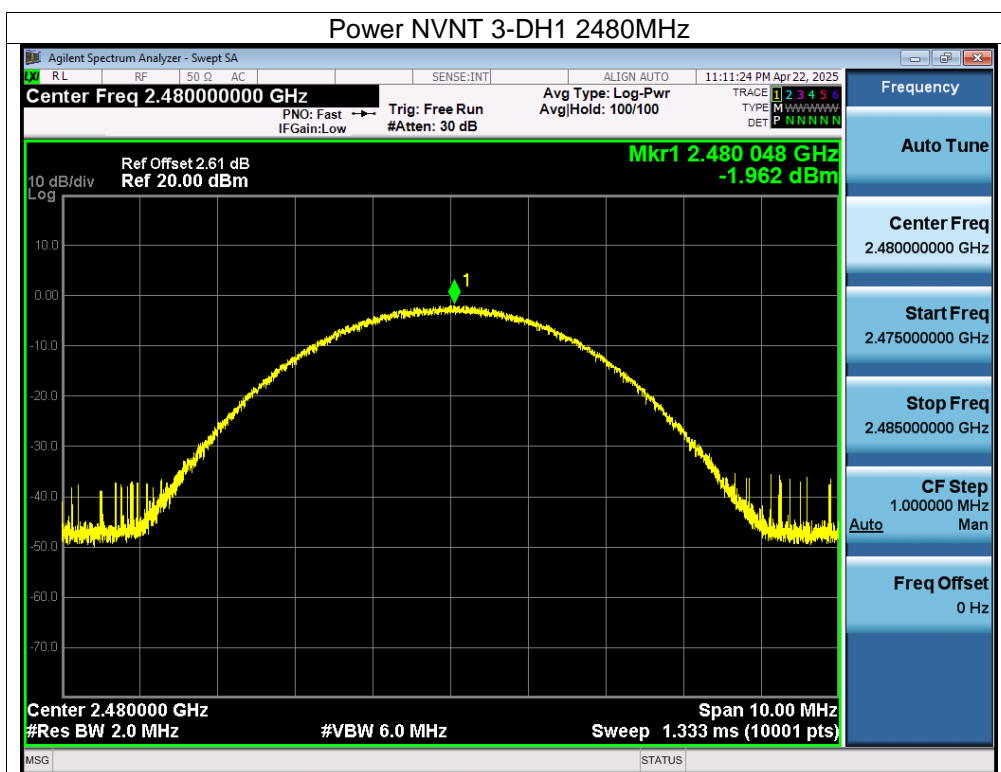 Power NVNT 3-DH1 2480MHz
Agilent Spectrum Analyzer - Swept SA
LXI RL RF 50 Ω AC SENSE:INT ALIGN AUTO 11:11:24 PM Apr 22, 2025
Center Freq 2.480000000 GHz
PNO: Fast
IFGain:Low
Trig: Free Run
#Atten: 30 dB
Avg Type: Log-Pwr
Avg|Hold: 100/100
TRACE 1 2 3 4 5 6
TYPE M WWWWW
DET P N N N N N
Ref Offset 2.61 dB
10 dB/div Ref 20.00 dBm
Log
Mkr1 2.480 048 GHz
-1.962 dBm
1
10.0
0.00
-10.0
-20.0
-30.0
-40.0
-50.0
-60.0
-70.0
Center 2.480000 GHz Span 10.00 MHz
#Res BW 2.0 MHz #VBW 6.0 MHz Sweep 1.333 ms (10001 pts)
MSG STATUS
Frequency
Auto Tune
Center Freq
2.480000000 GHz
Start Freq
2.475000000 GHz
Stop Freq
2.485000000 GHz
CF Step
1.000000 MHz
Auto Man
Freq Offset
0 Hz